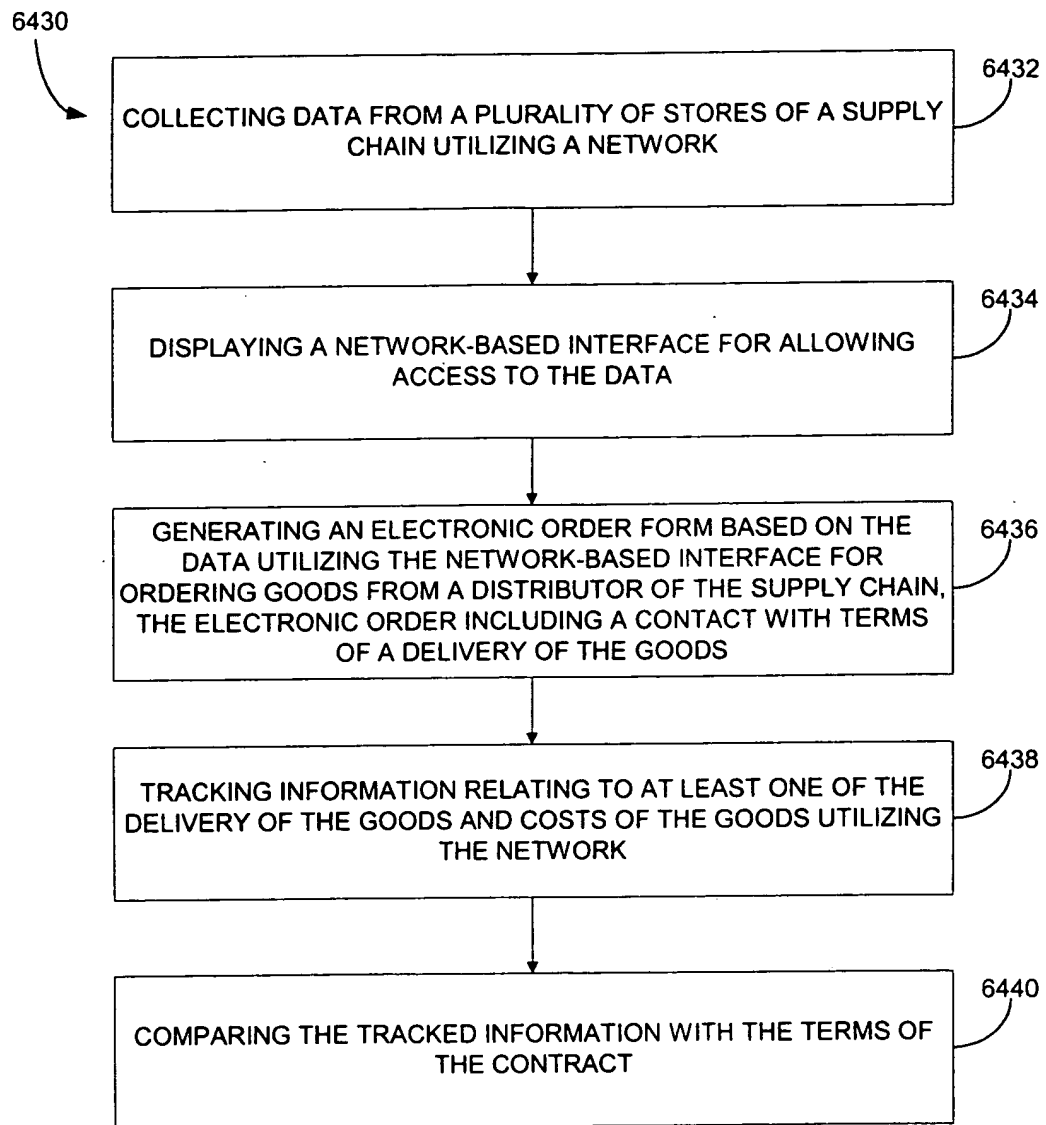 6430
6432
COLLECTING DATA FROM A PLURALITY OF STORES OF A SUPPLY
CHAIN UTILIZING A NETWORK
6434
DISPLAYING A NETWORK-BASED INTERFACE FOR ALLOWING
ACCESS TO THE DATA
6436
GENERATING AN ELECTRONIC ORDER FORM BASED ON THE
DATA UTILIZING THE NETWORK-BASED INTERFACE FOR
ORDERING GOODS FROM A DISTRIBUTOR OF THE SUPPLY CHAIN,
THE ELECTRONIC ORDER INCLUDING A CONTACT WITH TERMS
OF A DELIVERY OF THE GOODS
6438
TRACKING INFORMATION RELATING TO AT LEAST ONE OF THE
DELIVERY OF THE GOODS AND COSTS OF THE GOODS UTILIZING
THE NETWORK
6440
COMPARING THE TRACKED INFORMATION WITH THE TERMS OF
THE CONTRACT